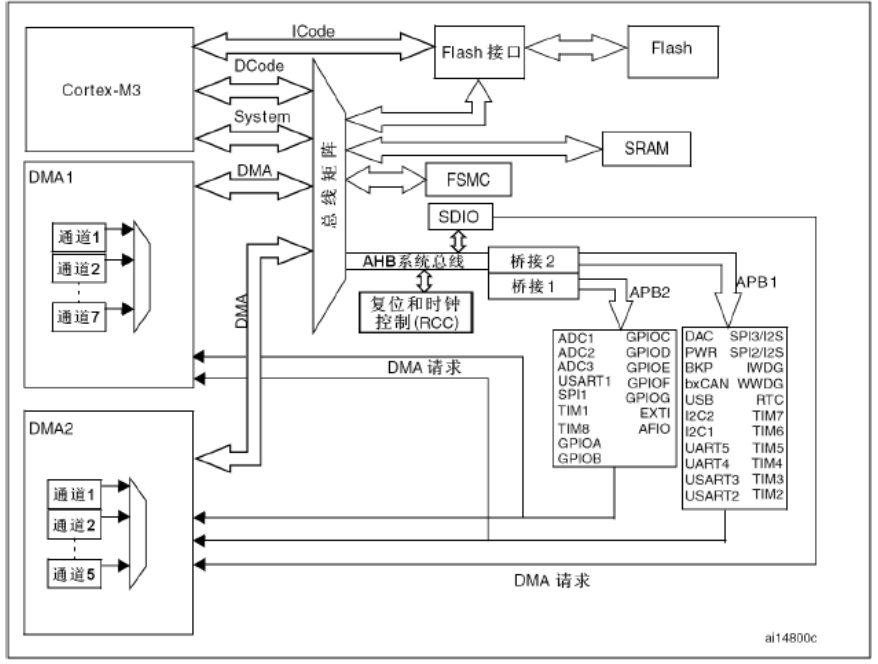 ICode
Cortex-M3
DCode
System
Flash 接口
Flash
总线矩阵
SRAM
DMA1
DMA
FSMC
通道1
通道2
通道7
SDIO
AHB系统总线
桥接2
桥接1
APB2
APB1
复位和时钟
控制(RCC)
DMA
ADC1 GPIOC
ADC2 GPIOD
ADC3 GPIOE
USART1 GPIOF
SPI1 GPIOG
TIM1 EXTI
TIM8 AFIO
GPIOA
GPIOB
DAC SPI3/I2S
PWR SPI2/I2S
BKP IWDG
bxCAN WWDG
USB RTC
I2C2 TIM7
I2C1 TIM6
UART5 TIM5
UART4 TIM4
USART3 TIM3
USART2 TIM2
DMA 请求
DMA2
通道1
通道2
通道5
DMA 请求
ai14800c